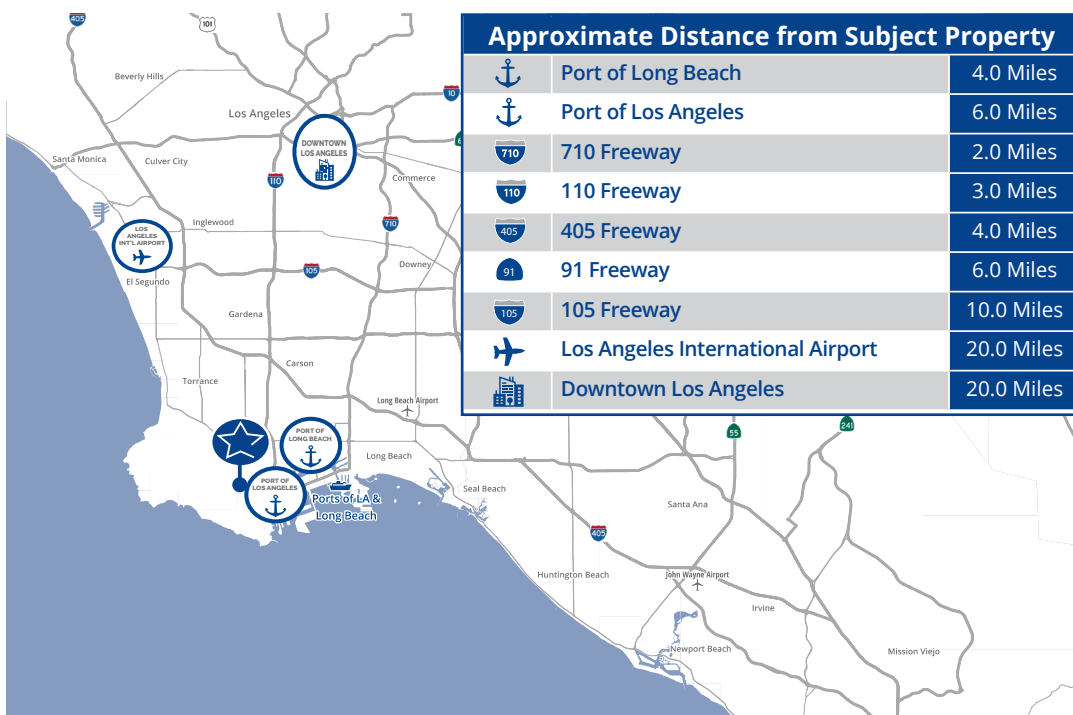 Approximate Distance from Subject Property
Port of Long Beach 4.0 Miles
Port of Los Angeles 6.0 Miles
710 710 Freeway 2.0 Miles
110 110 Freeway 3.0 Miles
405 405 Freeway 4.0 Miles
91 91 Freeway 6.0 Miles
105 105 Freeway 10.0 Miles
Los Angeles International Airport 20.0 Miles
Downtown Los Angeles 20.0 Miles
405
101
Beverly Hills
10
Los Angeles
DOWNTOWN
LOS ANGELES
Santa Monica
Culver City
110
Commerce
Inglewood
710
LOS
ANGELES
INT'L AIRPORT
105
Downey
El Segundo
Gardena
Carson
Torrance
Long Beach Airport
PORT OF
LONG BEACH
Long Beach
PORT OF
LOS ANGELES
Ports of LA &
Long Beach
Seal Beach
55
241
Santa Ana
405
Huntington Beach
John Wayne Airport
Irvine
Newport Beach
Mission Viejo